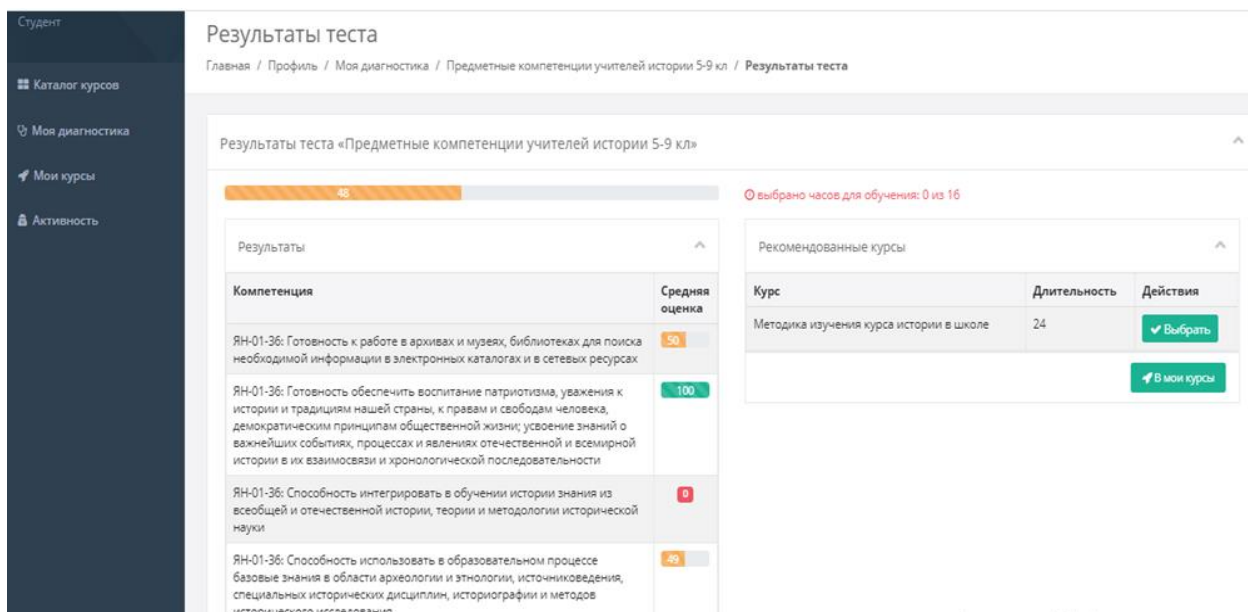 Студент
Каталог курсов
Моя диагностика
Мои курсы
Активность
Результаты теста
Главная / Профиль / Моя диагностика / Предметные компетенции учителей истории 5-9 кл / Результаты теста
Результаты теста «Предметные компетенции учителей истории 5-9 кл»
48
Результаты
Компетенция
Средняя
оценка
ЯН-01-36: Готовность к работе в архивах и музеях, библиотеках для поиска
необходимой информации в электронных каталогах и в сетевых ресурсах
50
ЯН-01-36: Готовность обеспечить воспитание патриотизма, уважения к
истории и традициям нашей страны, к правам и свободам человека,
демократическим принципам общественной жизни; усвоение знаний о
важнейших событиях, процессах и явлениях отечественной и всемирной
истории в их взаимосвязи и хронологической последовательности
100
ЯН-01-36: Способность интегрировать в обучении истории знания из
всеобщей и отечественной истории, теории и методологии исторической
науки
0
ЯН-01-36: Способность использовать в образовательном процессе
базовые знания в области археологии и этнологии, источниковедения,
специальных исторических дисциплин, историографии и методов
исторического исследования
49
выбрано часов для обучения: 0 из 16
Рекомендованные курсы
Курс
Длительность
Действия
Методика изучения курса истории в школе
24
Выбрать
В мои курсы